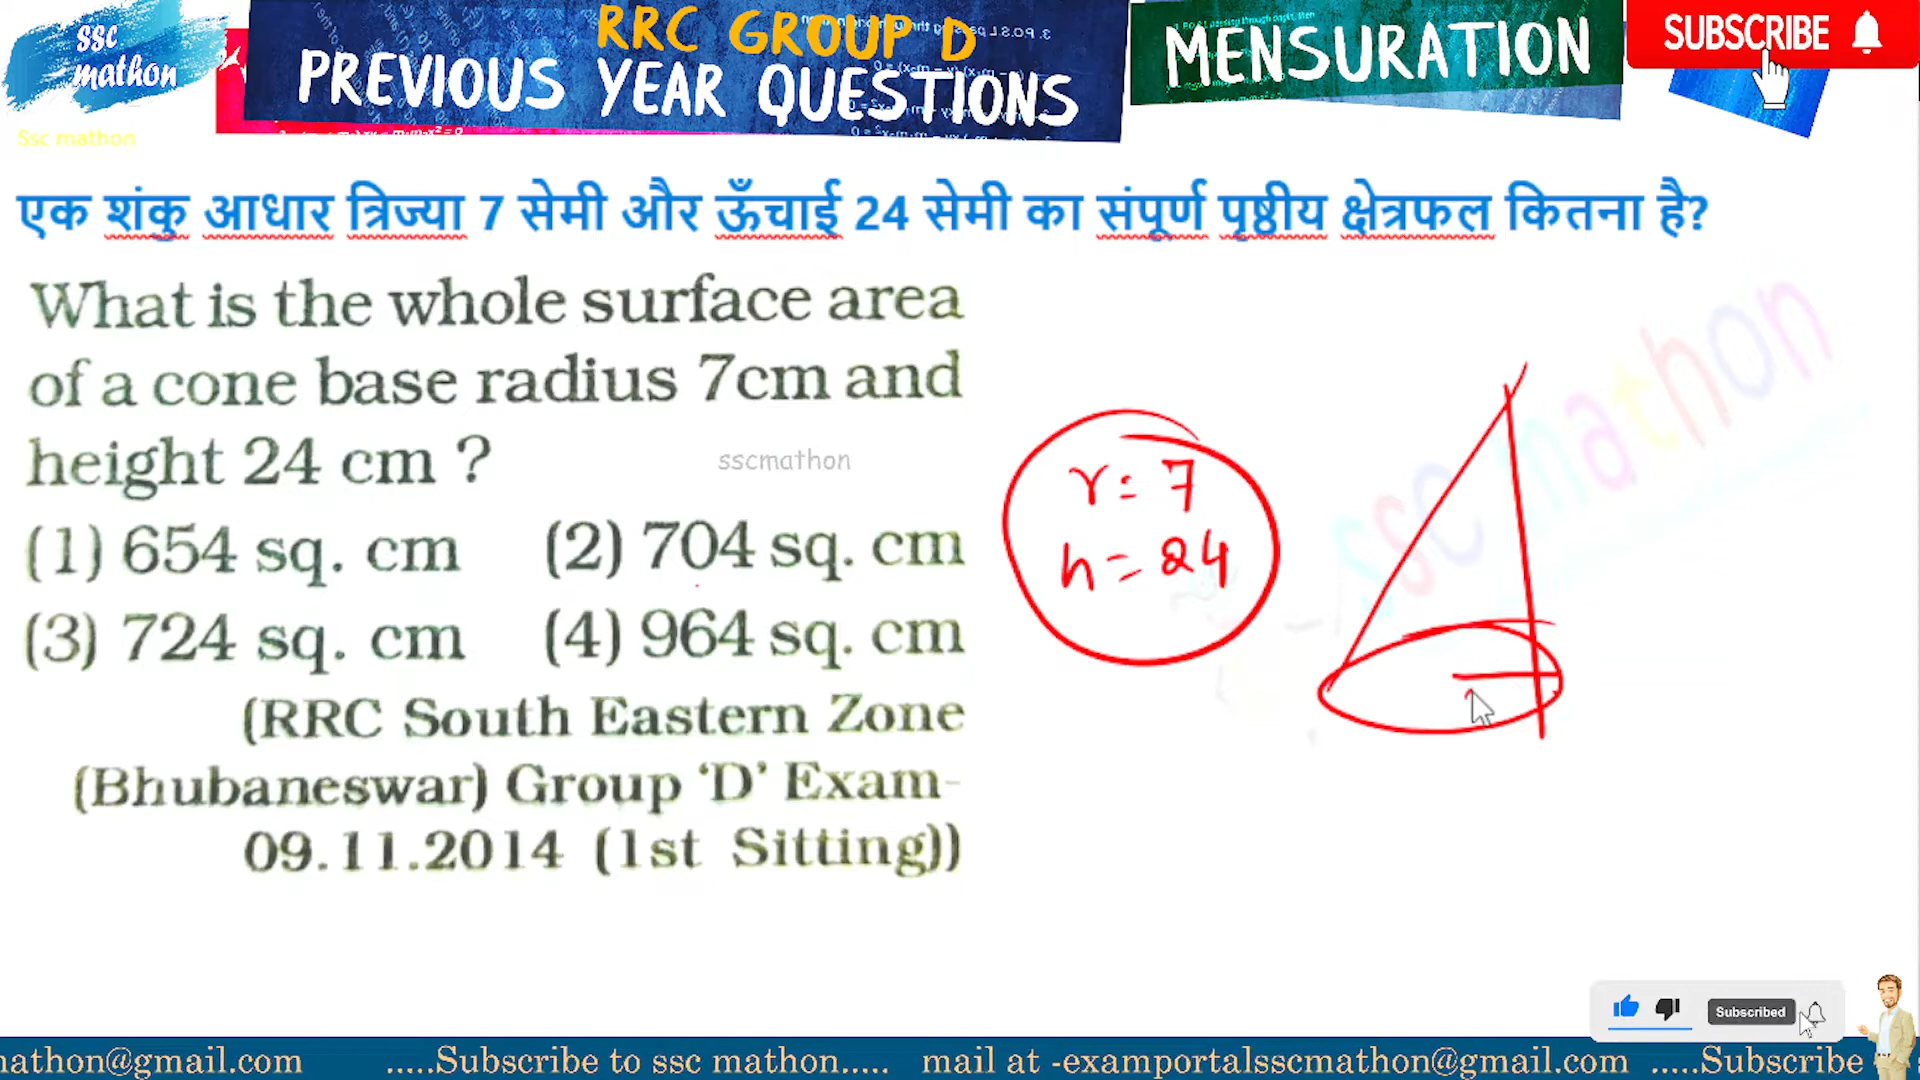 ssc
mathon
Ssc mathon
RRC GROUP D
PREVIOUS YEAR QUESTIONS
MENSURATION
SUBSCRIBE
एक शंकु आधार त्रिज्या 7 सेमी और ऊँचाई 24 सेमी का संपूर्ण पृष्ठीय क्षेत्रफल कितना है?
What is the whole surface area
of a cone base radius 7cm and
height 24 cm ?
sscmathon
(1) 654 sq. cm (2) 704 sq. cm
(3) 724 sq. cm (4) 964 sq. cm
(RRC South Eastern Zone
(Bhubaneswar) Group ‘D’ Exam-
09.11.2014 (1st Sitting))
r= 7
h= 24
ssc mathon
Subscribed
mathon@gmail.com .....Subscribe to ssc mathon..... mail at -examportalsscmathon@gmail.com .....Subscribe